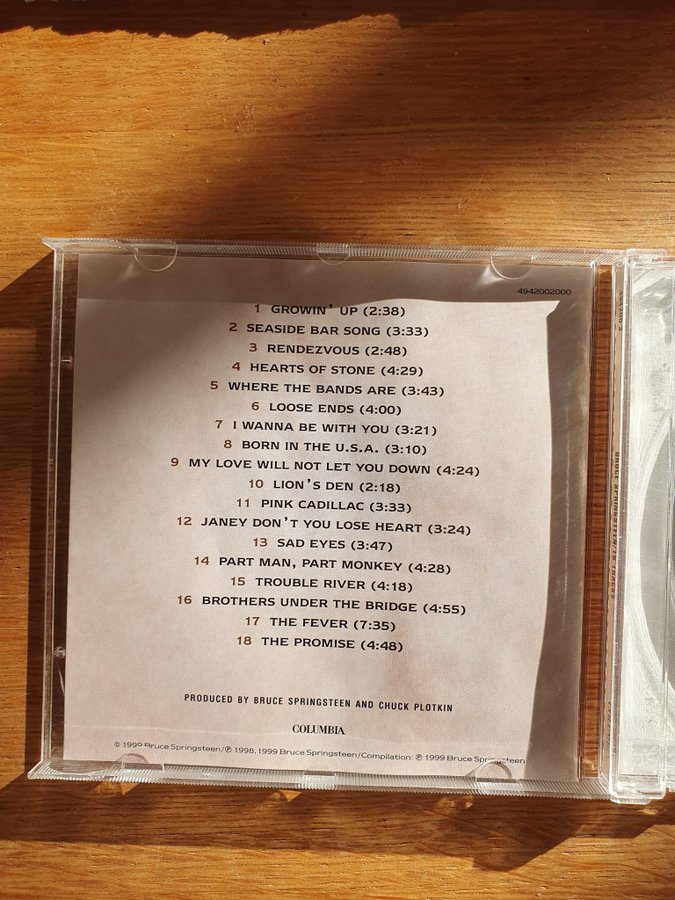 4942002000
1 GROWIN' UP (2:38)
2 SEASIDE BAR SONG (3:33)
3 RENDEZVOUS (2:48)
4 HEARTS OF STONE (4:29)
5 WHERE THE BANDS ARE (3:43)
6 LOOSE ENDS (4:00)
7 I WANNA BE WITH YOU (3:21)
8 BORN IN THE U.S.A. (3:10)
9 MY LOVE WILL NOT LET YOU DOWN (4:24)
10 LION'S DEN (2:18)
11 PINK CADILLAC (3:33)
12 JANEY DON'T YOU LOSE HEART (3:24)
13 SAD EYES (3:47)
14 PART MAN, PART MONKEY (4:28)
15 TROUBLE RIVER (4:18)
16 BROTHERS UNDER THE BRIDGE (4:55)
17 THE FEVER (7:35)
18 THE PROMISE (4:48)
PRODUCED BY BRUCE SPRINGSTEEN AND CHUCK PLOTKIN
COLUMBIA
© 1999 Bruce Springsteen/℗ 1998, 1999 Bruce Springsteen/Compilation: ℗ 1999 Bruce Springsteen
BRUCE SPRINGSTEEN/18 TRACKS